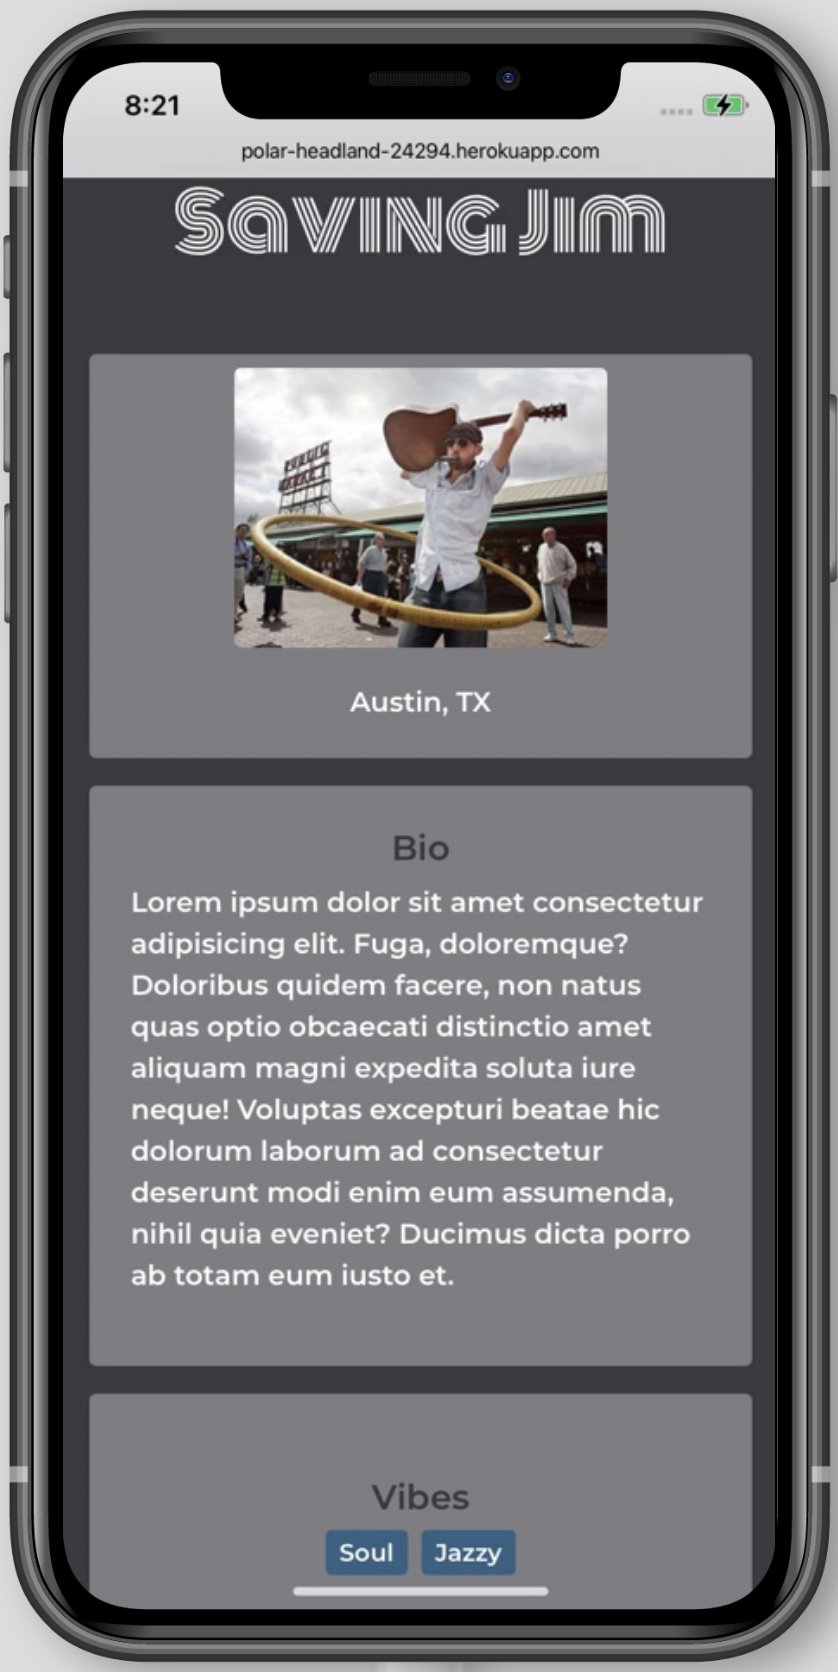 8:21
polar-headland-24294.herokuapp.com
Saving Jim
PUBLIC
MARKET
Austin, TX
Bio
Lorem ipsum dolor sit amet consectetur
adipisicing elit. Fuga, doloremque?
Doloribus quidem facere, non natus
quas optio obcaecati distinctio amet
aliquam magni expedita soluta iure
neque! Voluptas excepturi beatae hic
dolorum laborum ad consectetur
deserunt modi enim eum assumenda,
nihil quia eveniet? Ducimus dicta porro
ab totam eum iusto et.
Vibes
Soul Jazzy